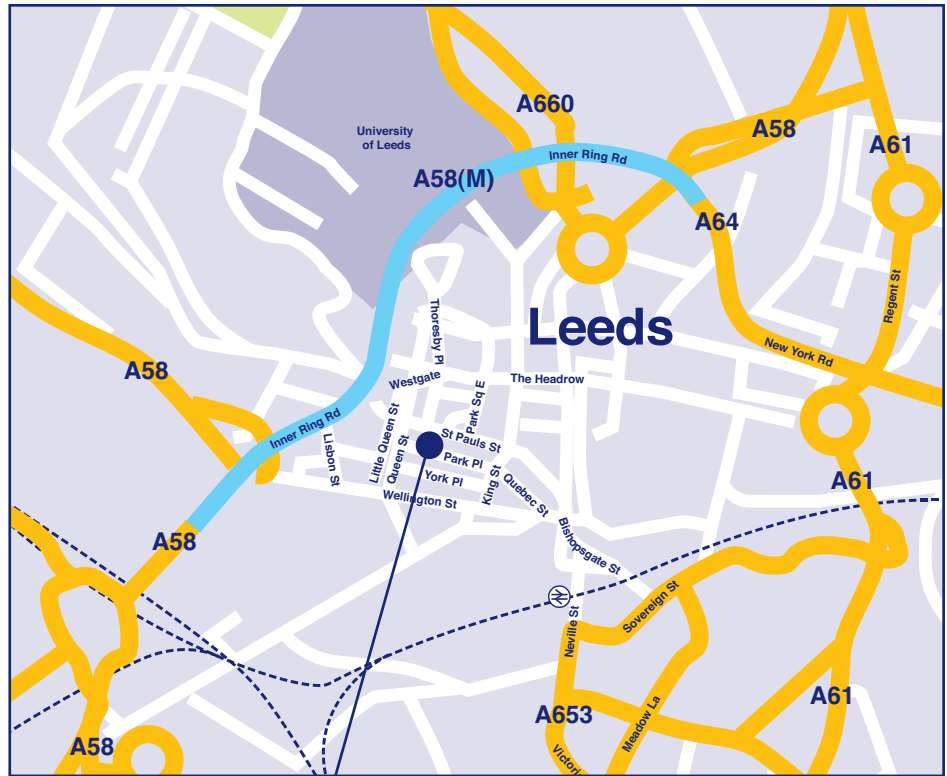 A660
A58
University
of Leeds
A61
Inner Ring Rd
A58(M)
A64
Regent St
Leeds
Thoresby Pl
New York Rd
A58
Westgate
The Headrow
Park Sq E
Inner Ring Rd
Little Queen St
Queen St
St Pauls St
Lisbon St
Park Pl
York Pl
King St
Quebec St
Wellington St
A61
A58
Bishopsgate St
Sovereign St
Neville St
A653
Meadow La
A61
A58
Victori